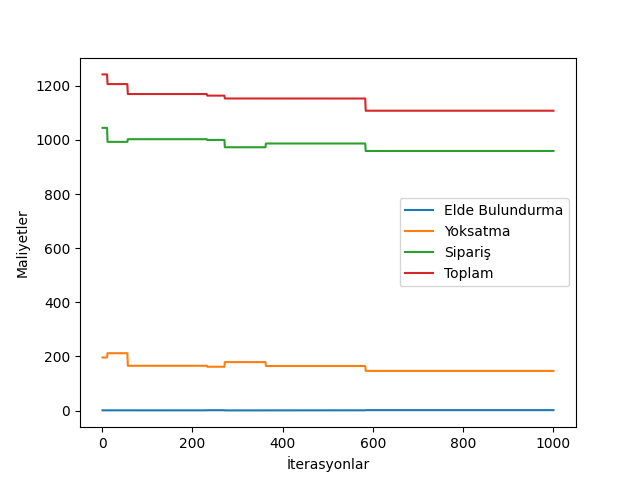 1200
1000
800
600
400
200
0
Maliyetler
Elde Bulundurma
Yoksatma
Sipariş
Toplam
0 200 400 600 800 1000
İterasyonlar